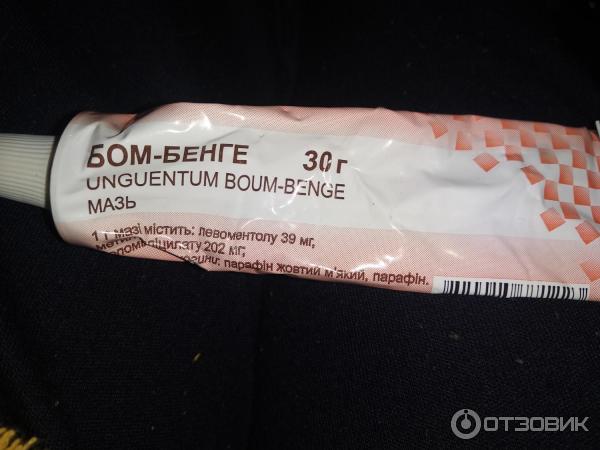 БОМ-БЕНГЕ 30 г
UNGUENTUM BOUM-BENGE
МАЗЬ
1 г мазі містить: левоментолу 39 мг,
202 мг;
парафін жовтий м'який, парафін.
ОТЗОВИК